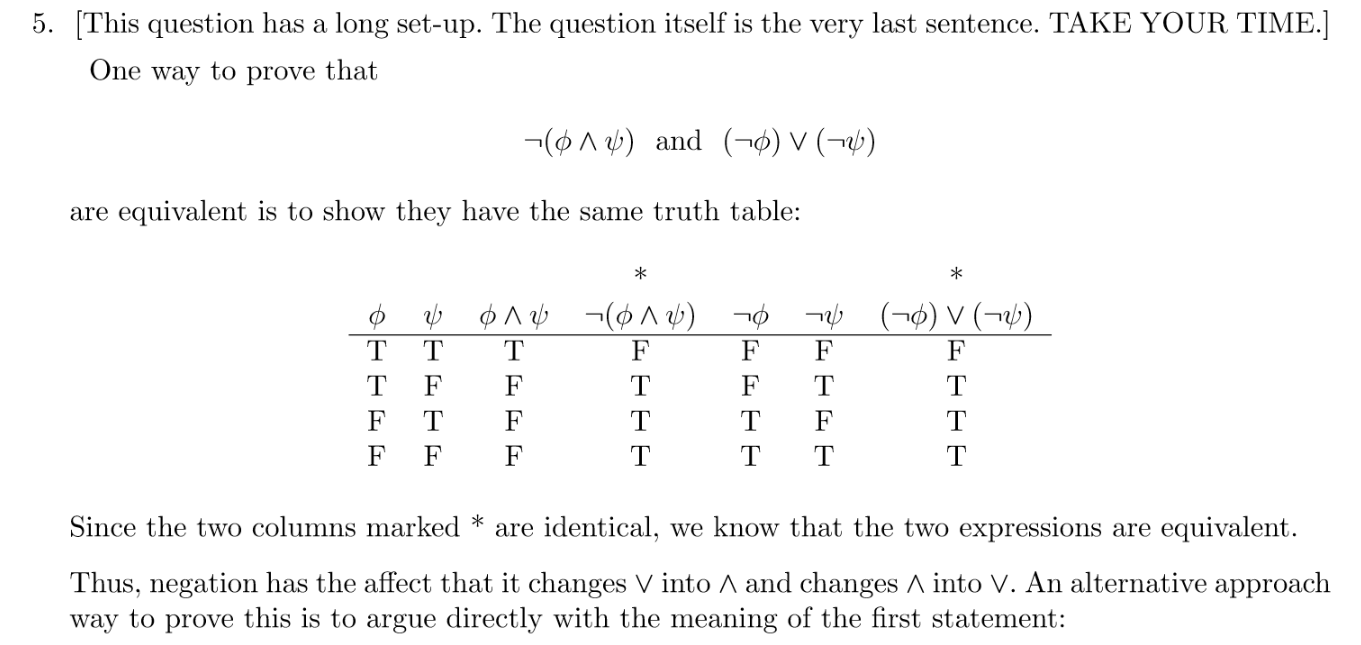 5. [This question has a long set-up. The question itself is the very last sentence. TAKE YOUR TIME.]
One way to prove that
¬(ϕ ∧ ψ) and (¬ϕ) ∨ (¬ψ)
are equivalent is to show they have the same truth table:
* *
ϕ ψ ϕ ∧ ψ ¬(ϕ ∧ ψ) ¬ϕ ¬ψ (¬ϕ) ∨ (¬ψ)
T T T F F F F
T F F T F T T
F T F T T F T
F F F T T T T
Since the two columns marked * are identical, we know that the two expressions are equivalent.
Thus, negation has the affect that it changes ∨ into ∧ and changes ∧ into ∨. An alternative approach
way to prove this is to argue directly with the meaning of the first statement: